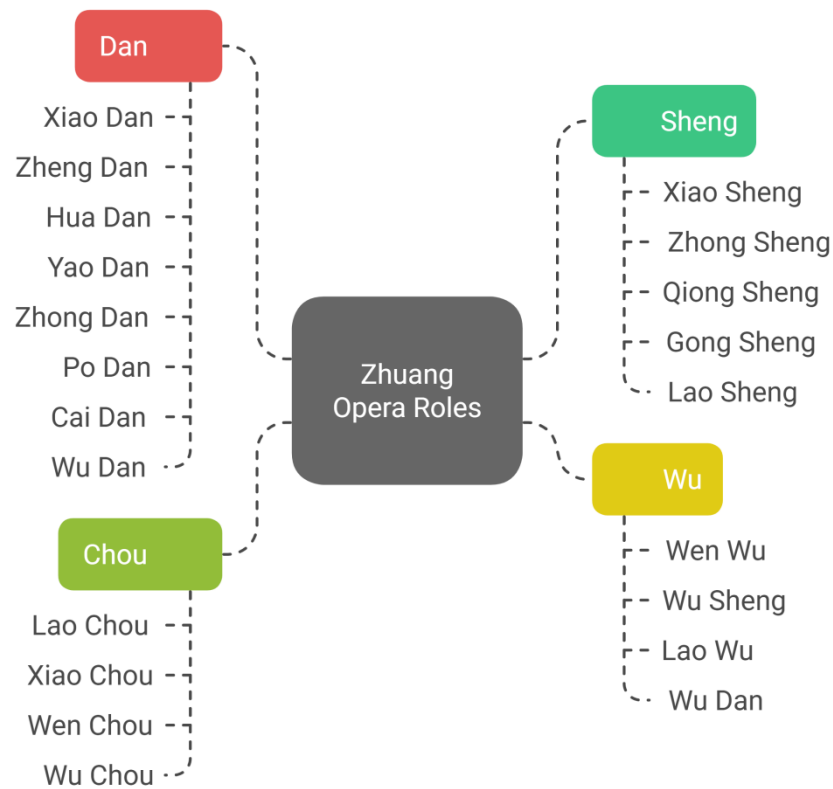 Dan
Xiao Dan
Zheng Dan
Hua Dan
Yao Dan
Zhong Dan
Po Dan
Cai Dan
Wu Dan
Chou
Lao Chou
Xiao Chou
Wen Chou
Wu Chou
Zhuang
Opera Roles
Sheng
Xiao Sheng
Zhong Sheng
Qiong Sheng
Gong Sheng
Lao Sheng
Wu
Wen Wu
Wu Sheng
Lao Wu
Wu Dan